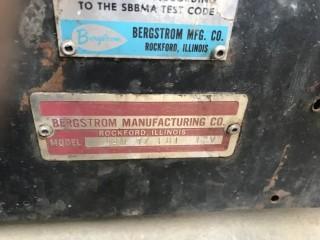 TO THE SBBMA TEST CODE
Bergstrom
BERGSTROM MFG. CO.
ROCKFORD, ILLINOIS
BERGSTROM MANUFACTURING CO.
ROCKFORD, ILLINOIS
MODEL